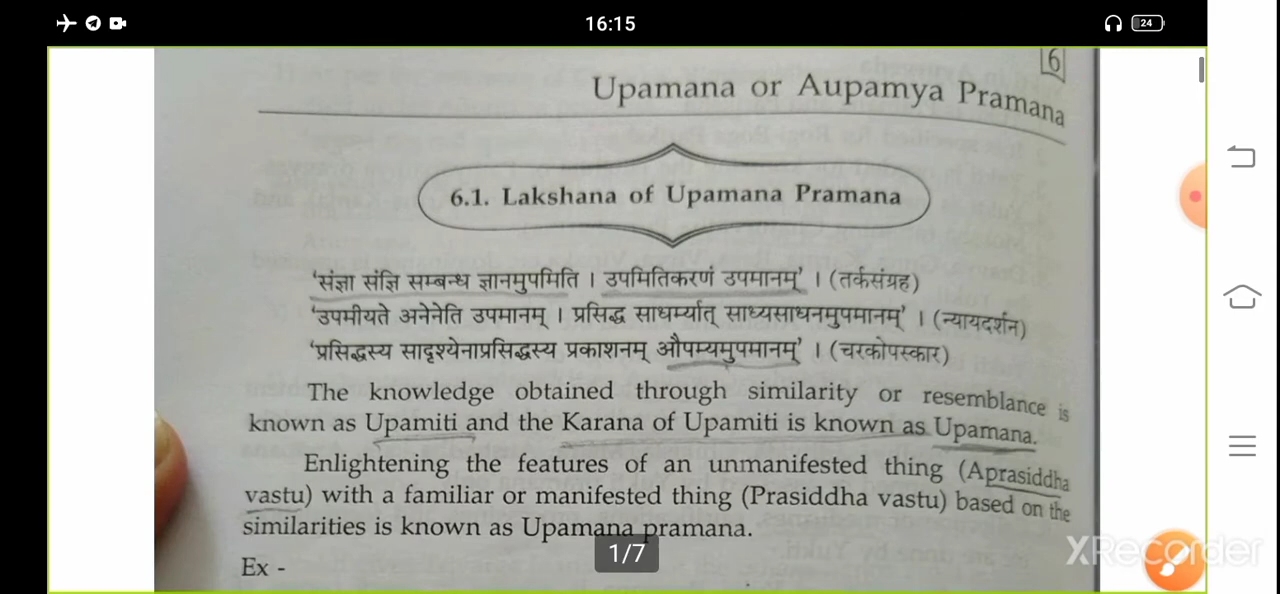 16:15
24
6
Upamana or Aupamya Pramana
6.1. Lakshana of Upamana Pramana
‘संज्ञा संज्ञि सम्बन्ध ज्ञानमुपमिति । उपमितिकरणं उपमानम्’ । (तर्कसंग्रह)
‘उपमीयते अनेनेति उपमानम् । प्रसिद्ध साधर्म्यात् साध्यसाधनमुपमानम्’ । (न्यायदर्शन)
‘प्रसिद्धस्य सादृश्येनाप्रसिद्धस्य प्रकाशनम् औपम्यमुपमानम्’ । (चरकोपस्कार)
The knowledge obtained through similarity or resemblance is
known as Upamiti and the Karana of Upamiti is known as Upamana.
Enlightening the features of an unmanifested thing (Aprasiddha
vastu) with a familiar or manifested thing (Prasiddha vastu) based on the
similarities is known as Upamana pramana.
1/7
Ex -
XRecorder